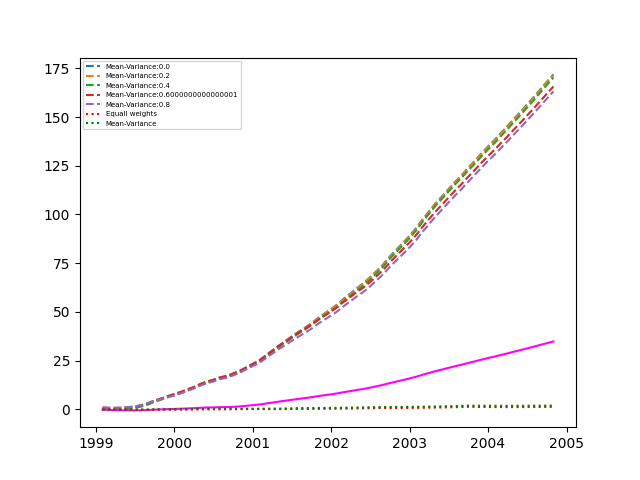 175
150
125
100
75
50
25
0
Mean-Variance:0.0
Mean-Variance:0.2
Mean-Variance:0.4
Mean-Variance:0.6000000000000001
Mean-Variance:0.8
Equall weights
Mean-Variance
1999 2000 2001 2002 2003 2004 2005